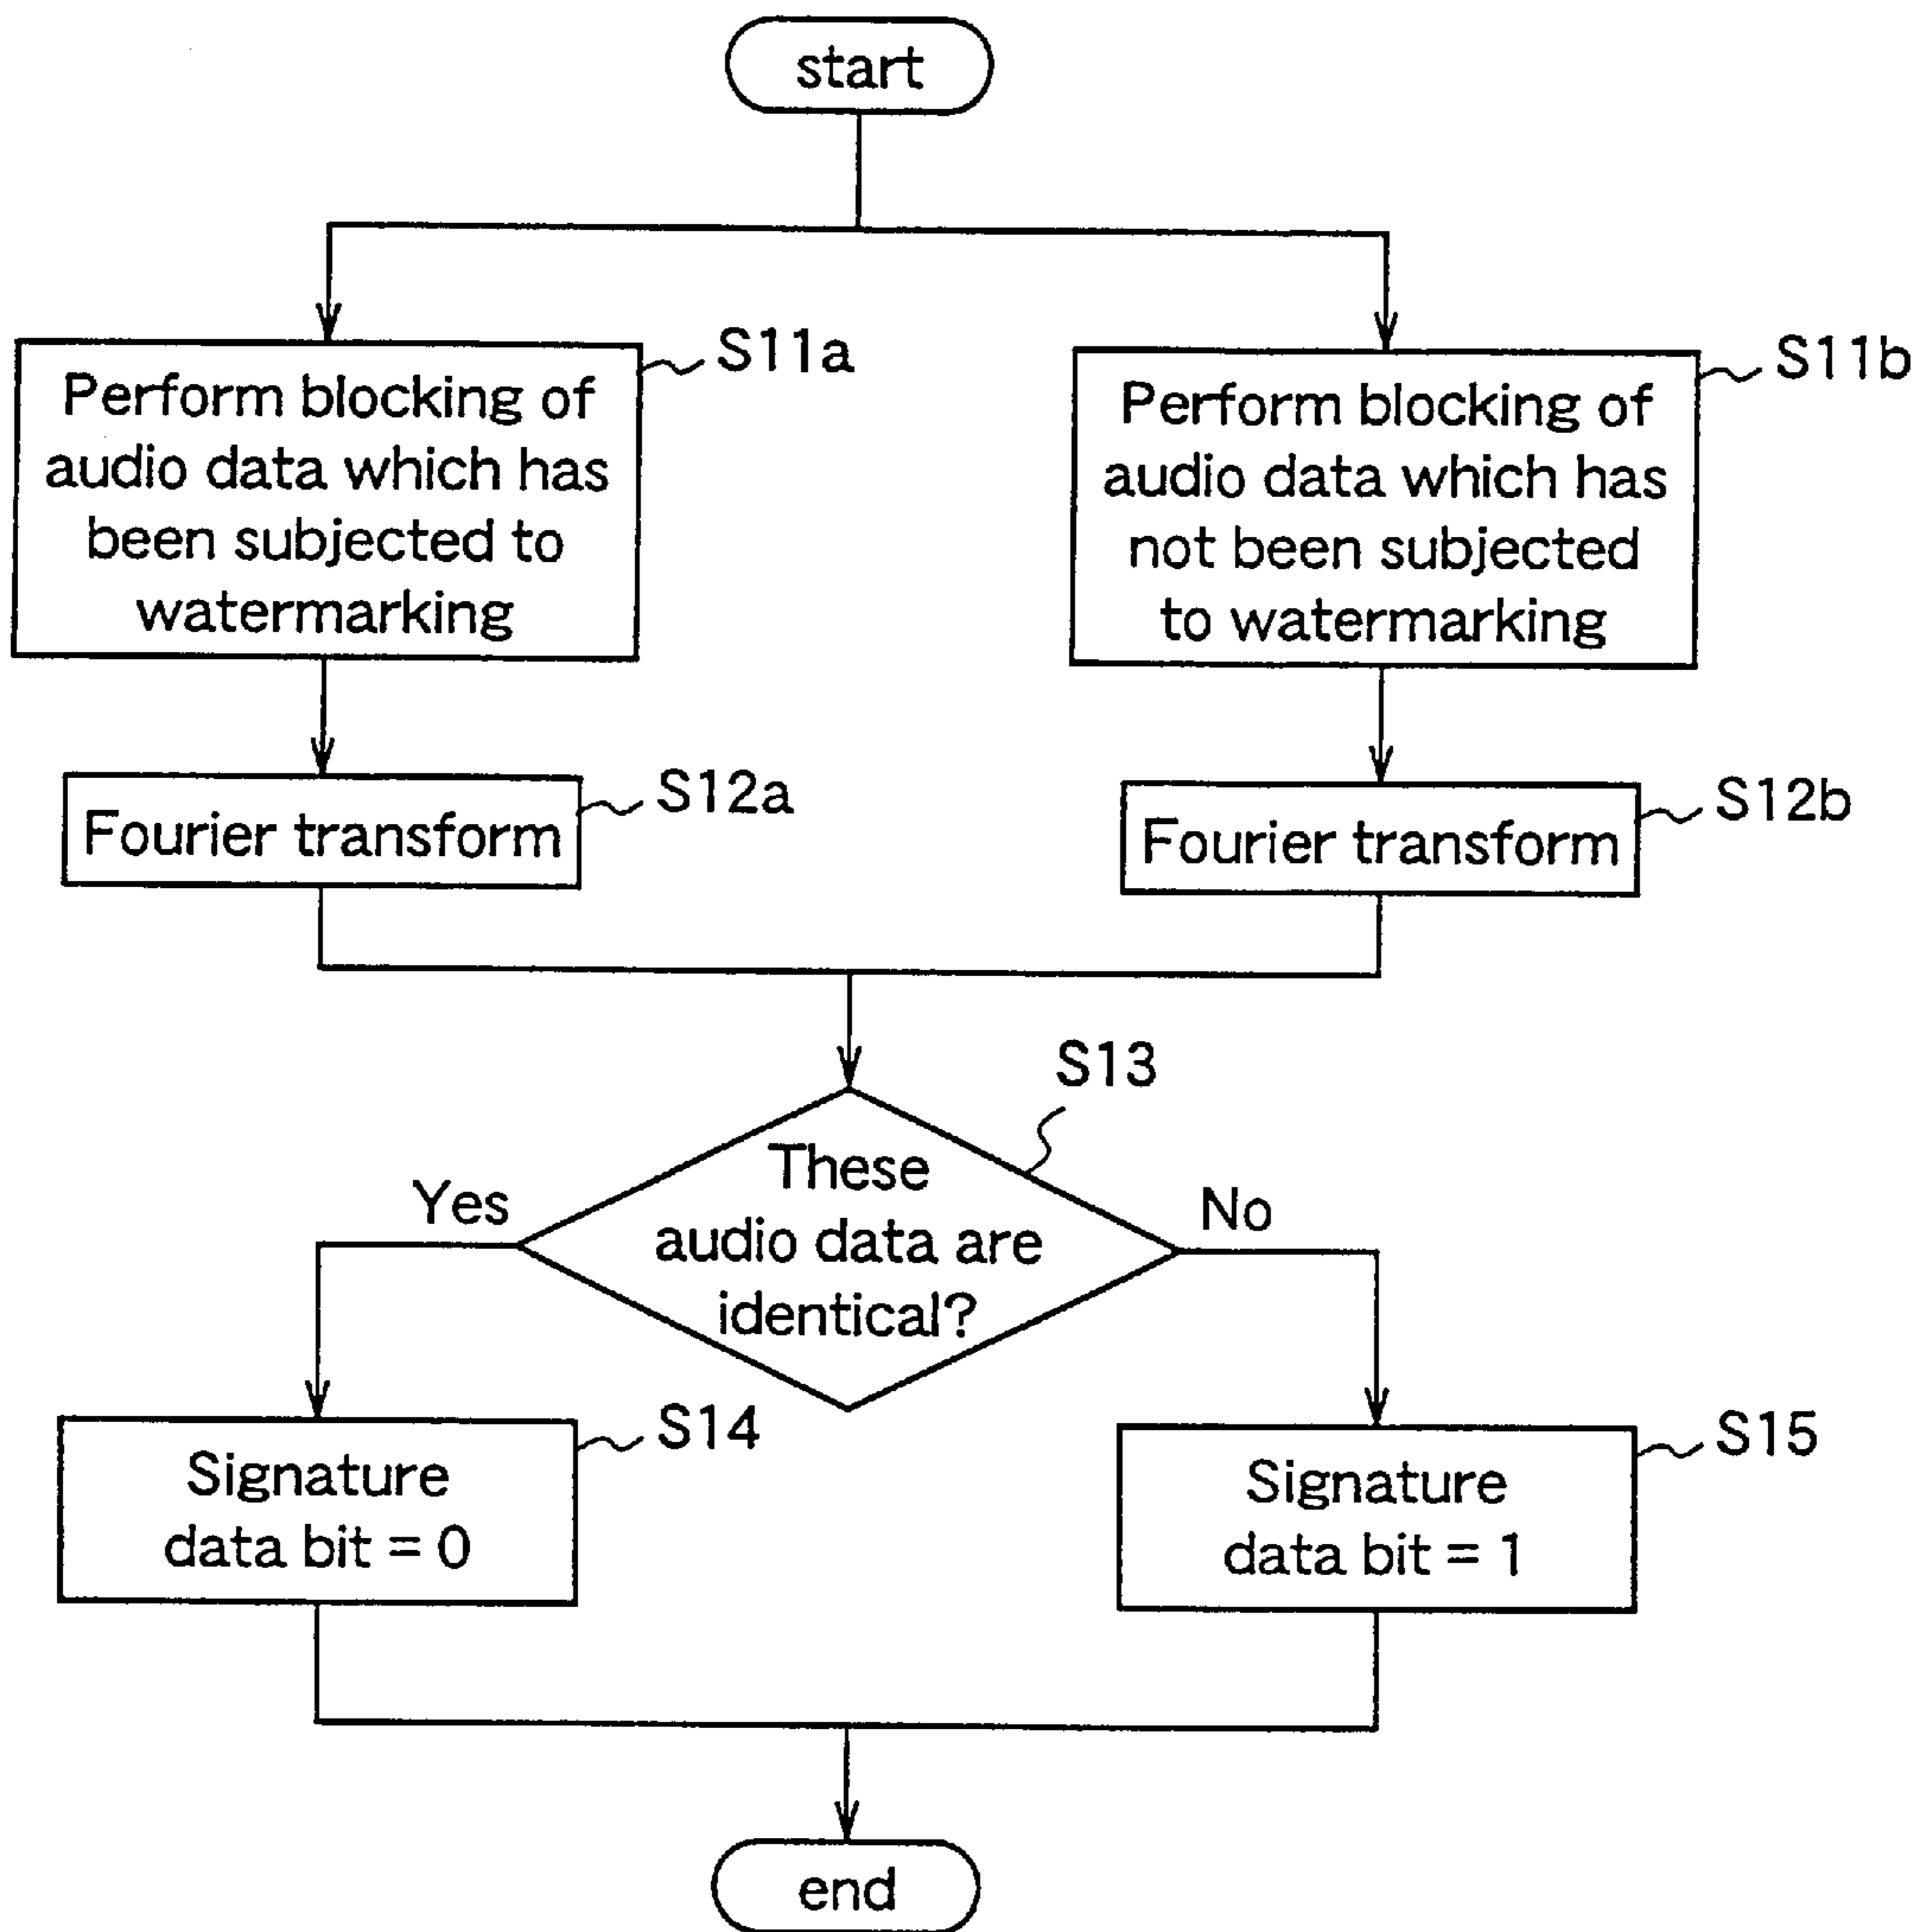 start
S11a
Perform blocking of
audio data which has
been subjected to
watermarking
S11b
Perform blocking of
audio data which has
not been subjected
to watermarking
S12a
Fourier transform
S12b
Fourier transform
S13
These
audio data are
identical?
Yes
No
S14
Signature
data bit = 0
S15
Signature
data bit = 1
end